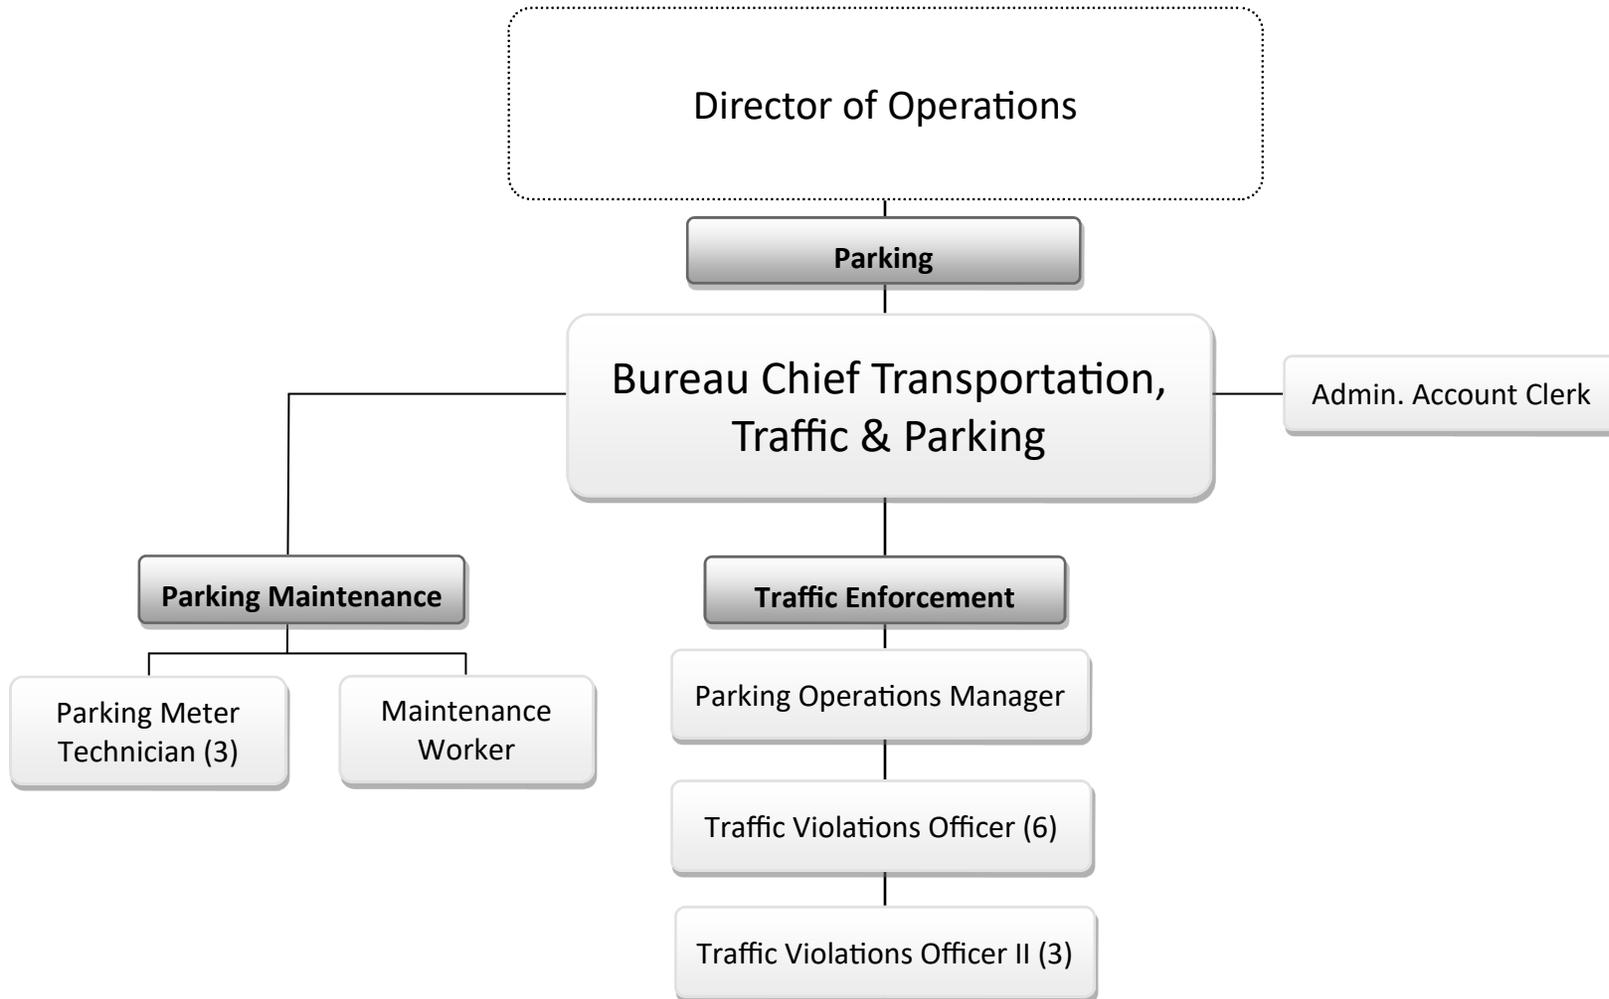 Director of Operations
Parking
Bureau Chief Transportation,
Traffic & Parking
Admin. Account Clerk
Parking Maintenance
Traffic Enforcement
Parking Meter
Technician (3)
Maintenance
Worker
Parking Operations Manager
Traffic Violations Officer (6)
Traffic Violations Officer II (3)